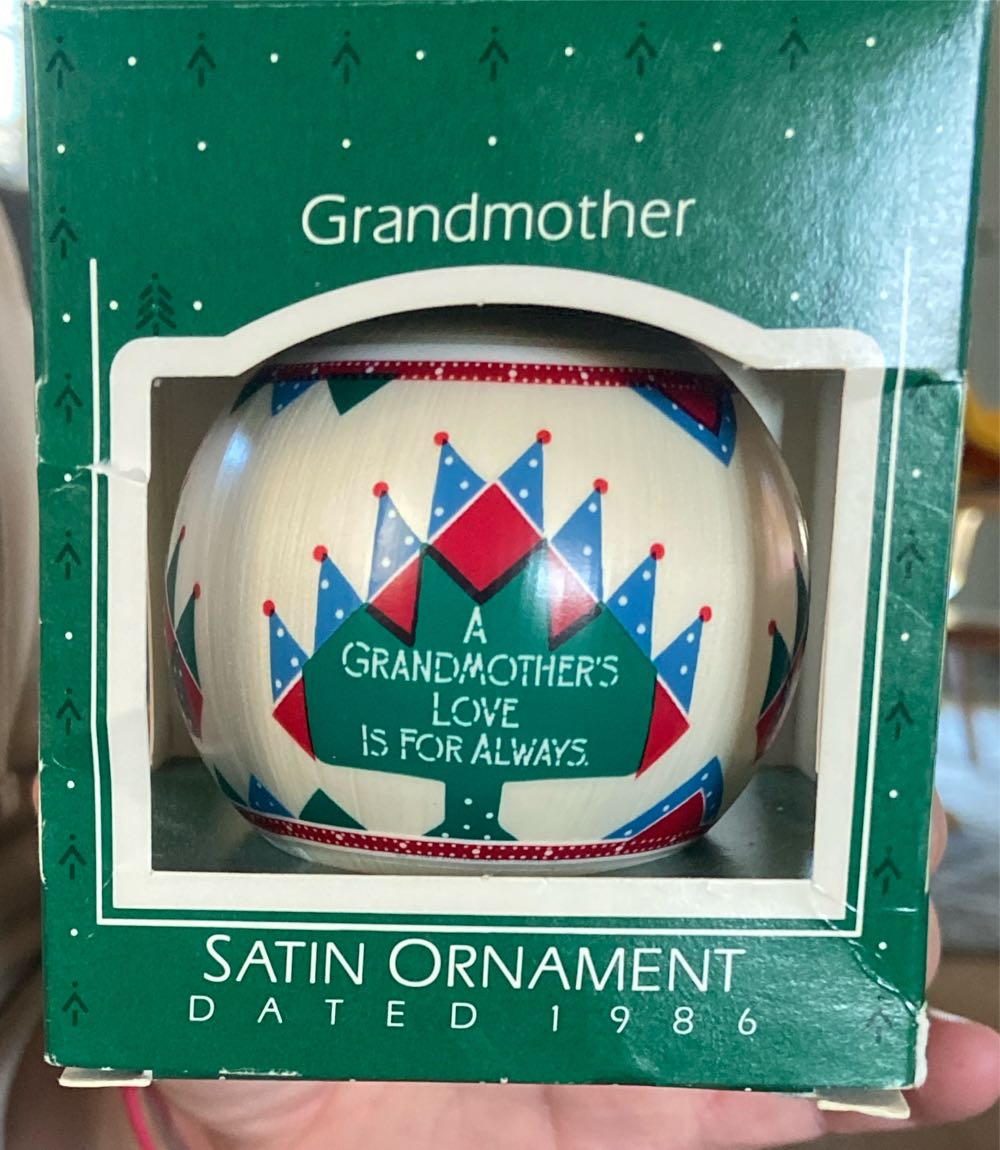 Grandmother
A
GRANDMOTHER'S
LOVE
IS FOR ALWAYS.
SATIN ORNAMENT
DATED 1986